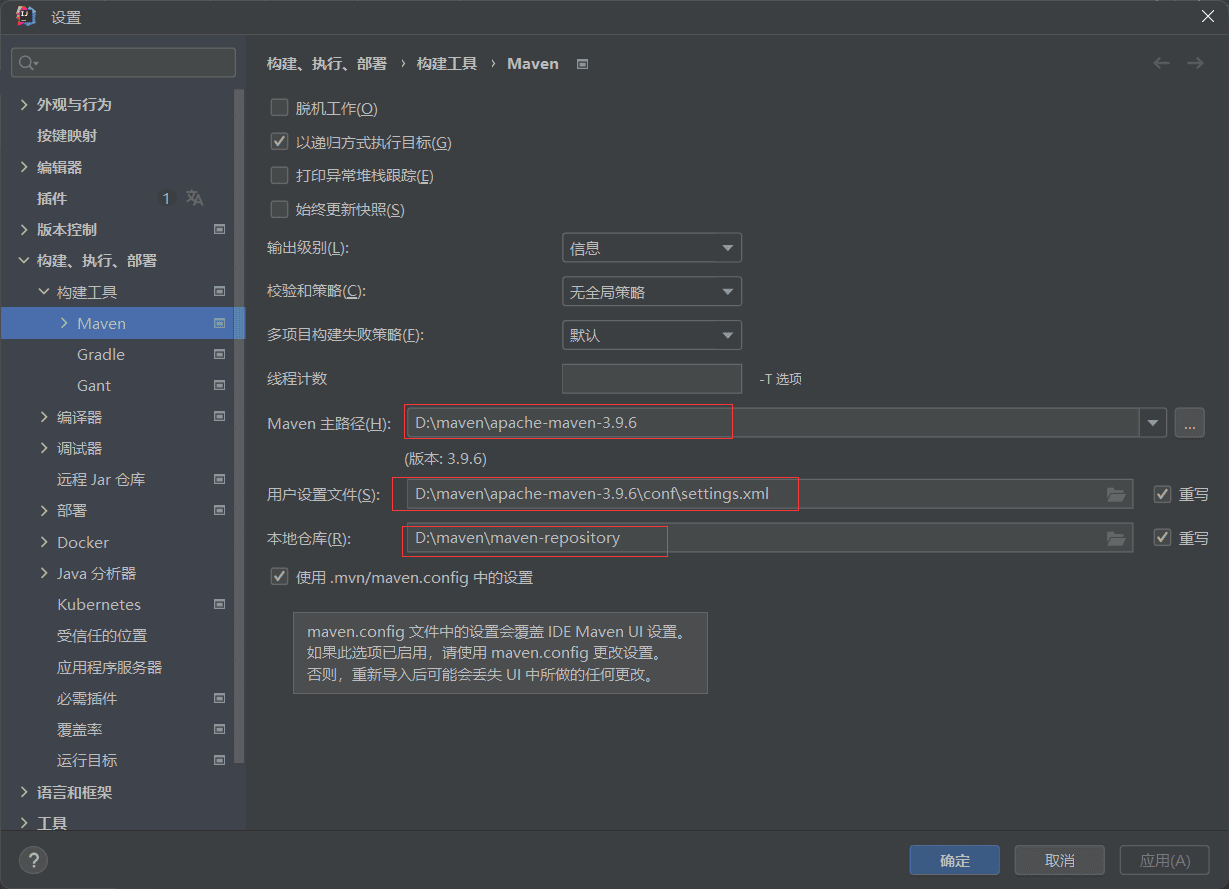 设置
构建、执行、部署 › 构建工具 › Maven
外观与行为
按键映射
编辑器
插件 1
版本控制
构建、执行、部署
构建工具
Maven
Gradle
Gant
编译器
调试器
远程 Jar 仓库
部署
Docker
Java 分析器
Kubernetes
受信任的位置
应用程序服务器
必需插件
覆盖率
运行目标
语言和框架
工具
脱机工作(O)
以递归方式执行目标(G)
打印异常堆栈跟踪(E)
始终更新快照(S)
输出级别(L): 信息
校验和策略(C): 无全局策略
多项目构建失败策略(F): 默认
线程计数 -T 选项
Maven 主路径(H): D:\maven\apache-maven-3.9.6 ...
(版本: 3.9.6)
用户设置文件(S): D:\maven\apache-maven-3.9.6\conf\settings.xml 重写
本地仓库(R): D:\maven\maven-repository 重写
使用 .mvn/maven.config 中的设置
maven.config 文件中的设置会覆盖 IDE Maven UI 设置。
如果此选项已启用，请使用 maven.config 更改设置。
否则，重新导入后可能会丢失 UI 中所做的任何更改。
? 确定 取消 应用(A)